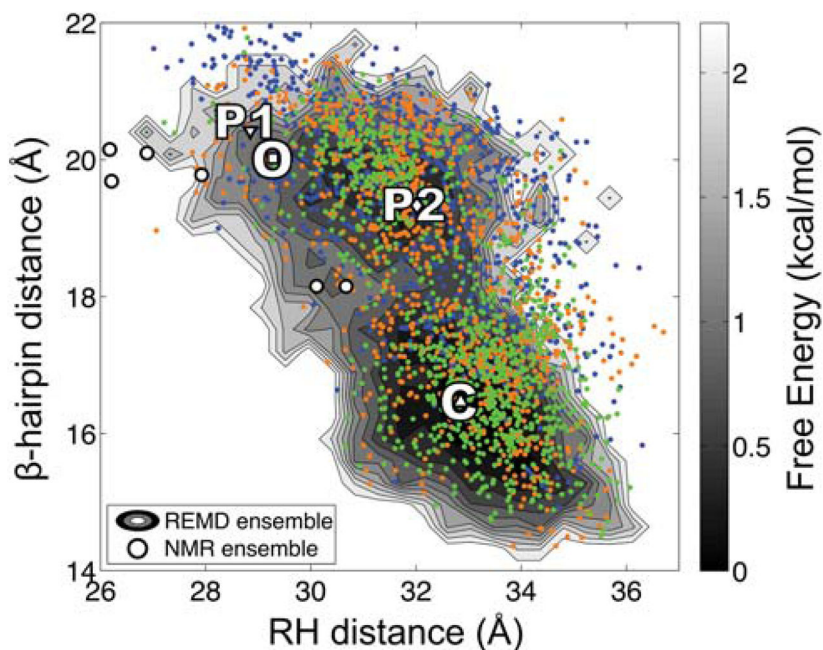 22
20
18
16
14
26
28
30
32
34
36
β-hairpin distance (Å)
RH distance (Å)
P1
O
P2
C
REMD ensemble
NMR ensemble
2
1.5
1
0.5
0
Free Energy (kcal/mol)